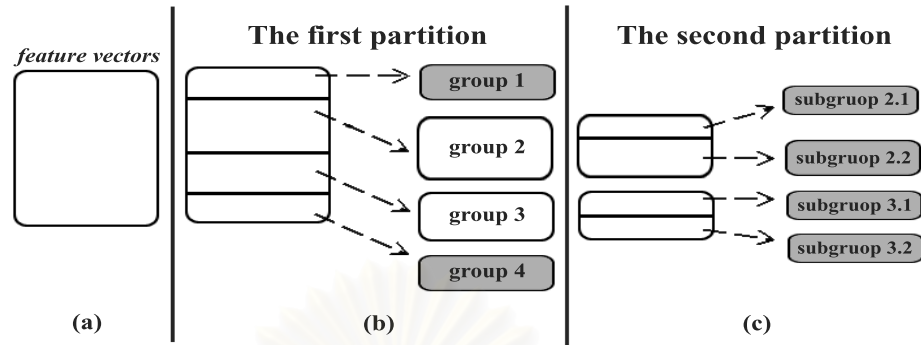 feature vectors
(a)
The first partition
group 1
group 2
group 3
group 4
(b)
The second partition
subgruop 2.1
subgruop 2.2
subgruop 3.1
subgruop 3.2
(c)